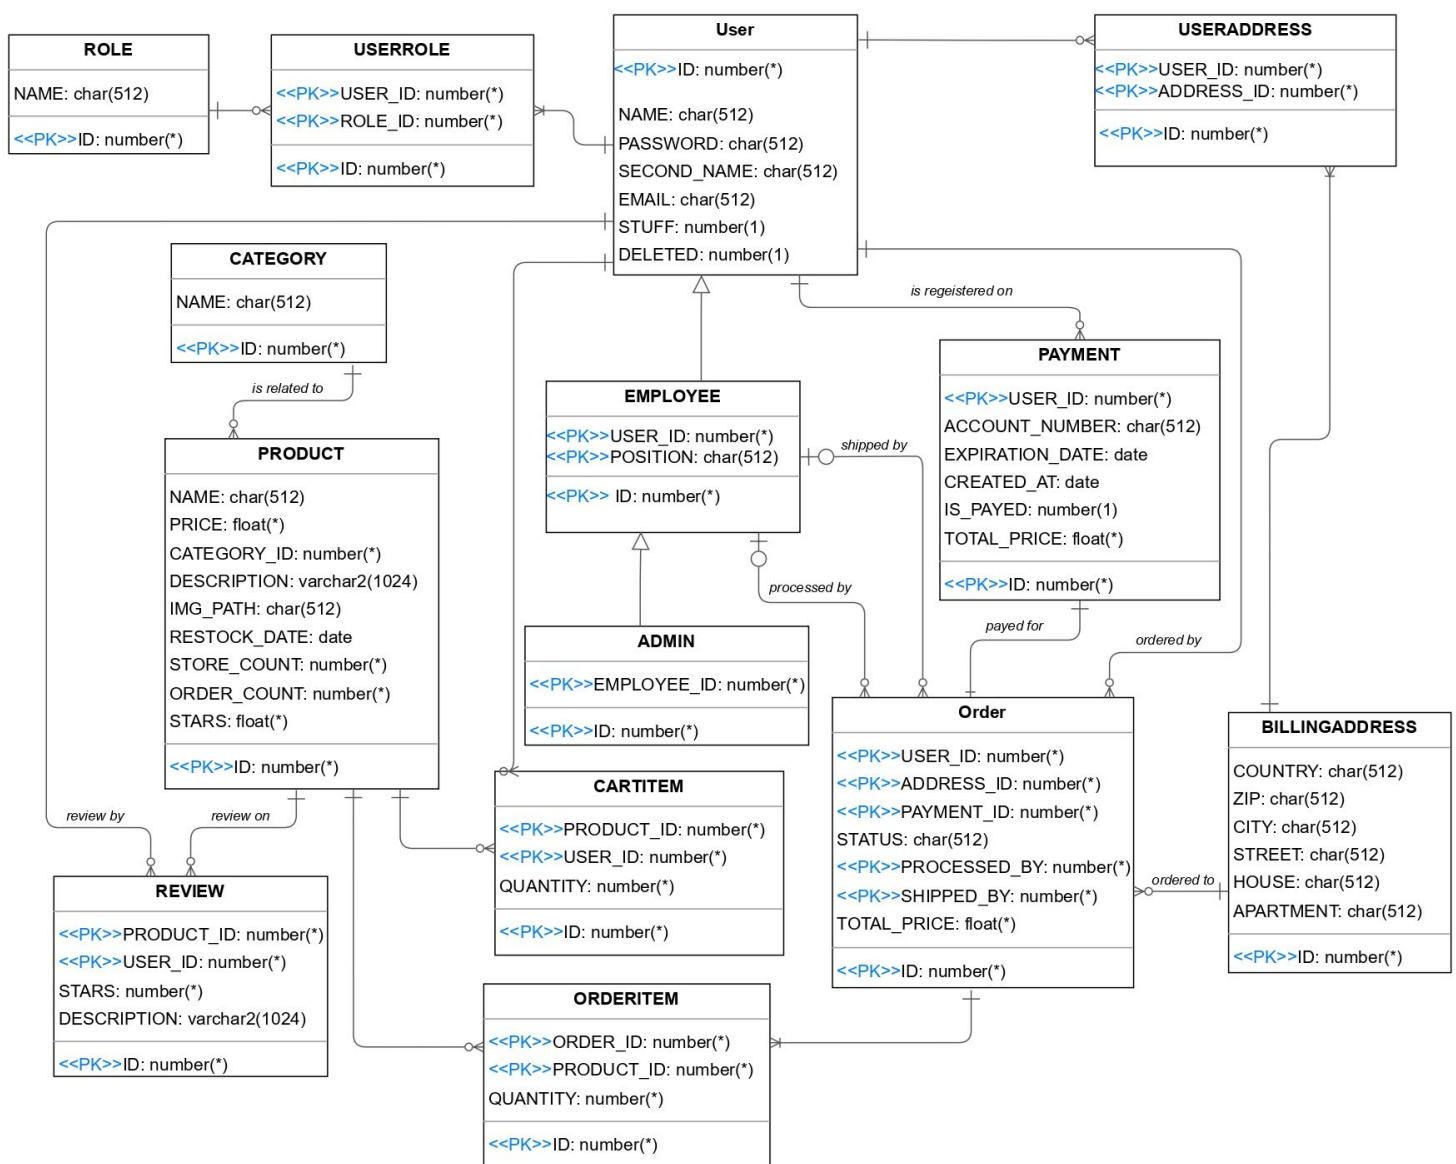 ROLE
NAME: char(512)
<<PK>>ID: number(*)
USERROLE
<<PK>>USER_ID: number(*)
<<PK>>ROLE_ID: number(*)
<<PK>>ID: number(*)
User
<<PK>>ID: number(*)
NAME: char(512)
PASSWORD: char(512)
SECOND_NAME: char(512)
EMAIL: char(512)
STUFF: number(1)
DELETED: number(1)
USERADDRESS
<<PK>>USER_ID: number(*)
<<PK>>ADDRESS_ID: number(*)
<<PK>>ID: number(*)
CATEGORY
NAME: char(512)
<<PK>>ID: number(*)
is regeistered on
is related to
EMPLOYEE
<<PK>>USER_ID: number(*)
<<PK>>POSITION: char(512)
<<PK>> ID: number(*)
shipped by
PAYMENT
<<PK>>USER_ID: number(*)
ACCOUNT_NUMBER: char(512)
EXPIRATION_DATE: date
CREATED_AT: date
IS_PAYED: number(1)
TOTAL_PRICE: float(*)
<<PK>>ID: number(*)
PRODUCT
NAME: char(512)
PRICE: float(*)
CATEGORY_ID: number(*)
DESCRIPTION: varchar2(1024)
IMG_PATH: char(512)
RESTOCK_DATE: date
STORE_COUNT: number(*)
ORDER_COUNT: number(*)
STARS: float(*)
<<PK>>ID: number(*)
processed by
payed for
ordered by
ADMIN
<<PK>>EMPLOYEE_ID: number(*)
<<PK>>ID: number(*)
Order
<<PK>>USER_ID: number(*)
<<PK>>ADDRESS_ID: number(*)
<<PK>>PAYMENT_ID: number(*)
STATUS: char(512)
<<PK>>PROCESSED_BY: number(*)
<<PK>>SHIPPED_BY: number(*)
TOTAL_PRICE: float(*)
<<PK>>ID: number(*)
ordered to
BILLINGADDRESS
COUNTRY: char(512)
ZIP: char(512)
CITY: char(512)
STREET: char(512)
HOUSE: char(512)
APARTMENT: char(512)
<<PK>>ID: number(*)
CARTITEM
<<PK>>PRODUCT_ID: number(*)
<<PK>>USER_ID: number(*)
QUANTITY: number(*)
<<PK>>ID: number(*)
review by
review on
REVIEW
<<PK>>PRODUCT_ID: number(*)
<<PK>>USER_ID: number(*)
STARS: number(*)
DESCRIPTION: varchar2(1024)
<<PK>>ID: number(*)
ORDERITEM
<<PK>>ORDER_ID: number(*)
<<PK>>PRODUCT_ID: number(*)
QUANTITY: number(*)
<<PK>>ID: number(*)